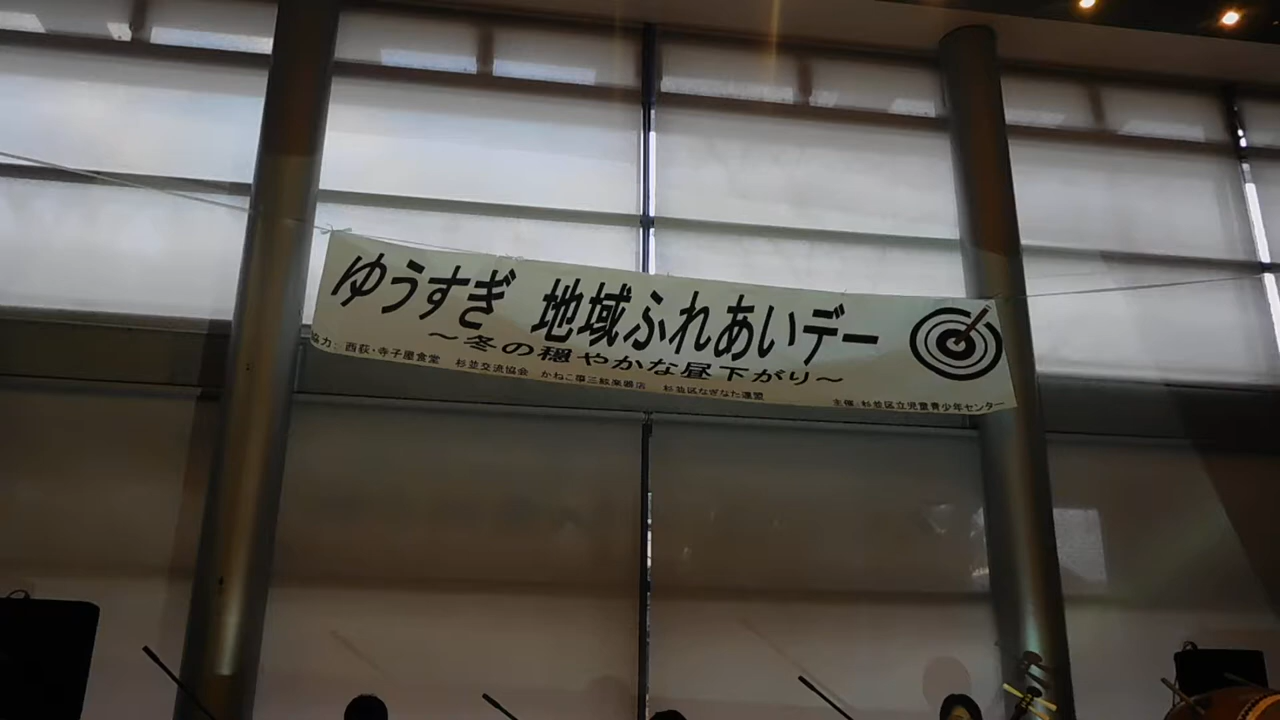 ゆうすぎ 地域ふれあいデー
～冬の穏やかな昼下がり～
協力: 西荻・寺子屋食堂 杉並交流協会 かねこ琴三絃楽器店 杉並区なぎなた連盟
主催:杉並区立児童青少年センター